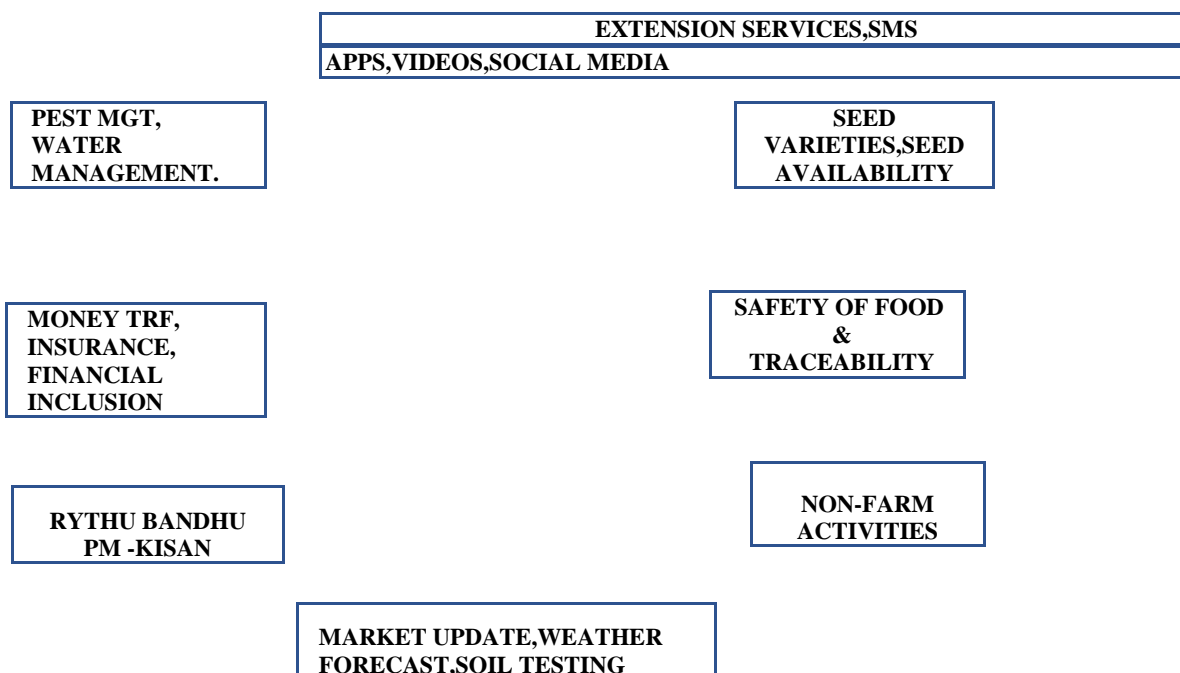 EXTENSION SERVICES,SMS
APPS,VIDEOS,SOCIAL MEDIA
PEST MGT,
WATER
MANAGEMENT.
SEED
VARIETIES,SEED
AVAILABILITY
MONEY TRF,
INSURANCE,
FINANCIAL
INCLUSION
SAFETY OF FOOD
&
TRACEABILITY
RYTHU BANDHU
PM -KISAN
NON-FARM
ACTIVITIES
MARKET UPDATE,WEATHER
FORECAST,SOIL TESTING